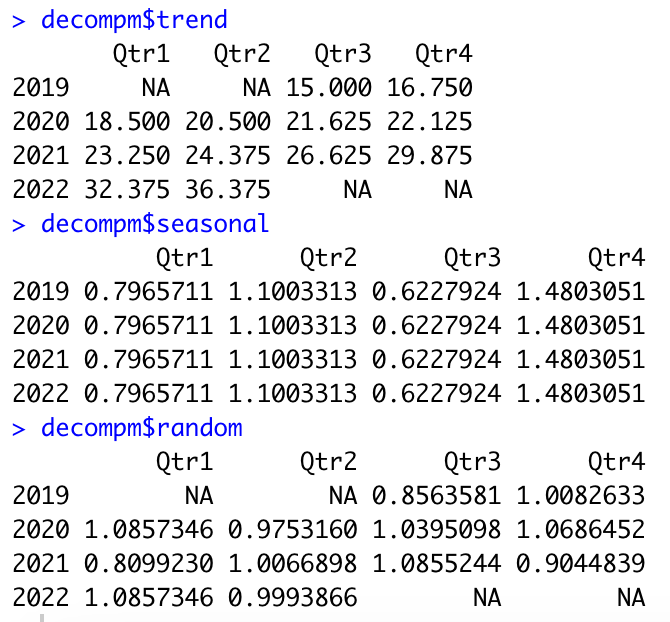 > decompm$trend
Qtr1 Qtr2 Qtr3 Qtr4
2019 NA NA 15.000 16.750
2020 18.500 20.500 21.625 22.125
2021 23.250 24.375 26.625 29.875
2022 32.375 36.375 NA NA
> decompm$seasonal
Qtr1 Qtr2 Qtr3 Qtr4
2019 0.7965711 1.1003313 0.6227924 1.4803051
2020 0.7965711 1.1003313 0.6227924 1.4803051
2021 0.7965711 1.1003313 0.6227924 1.4803051
2022 0.7965711 1.1003313 0.6227924 1.4803051
> decompm$random
Qtr1 Qtr2 Qtr3 Qtr4
2019 NA NA 0.8563581 1.0082633
2020 1.0857346 0.9753160 1.0395098 1.0686452
2021 0.8099230 1.0066898 1.0855244 0.9044839
2022 1.0857346 0.9993866 NA NA